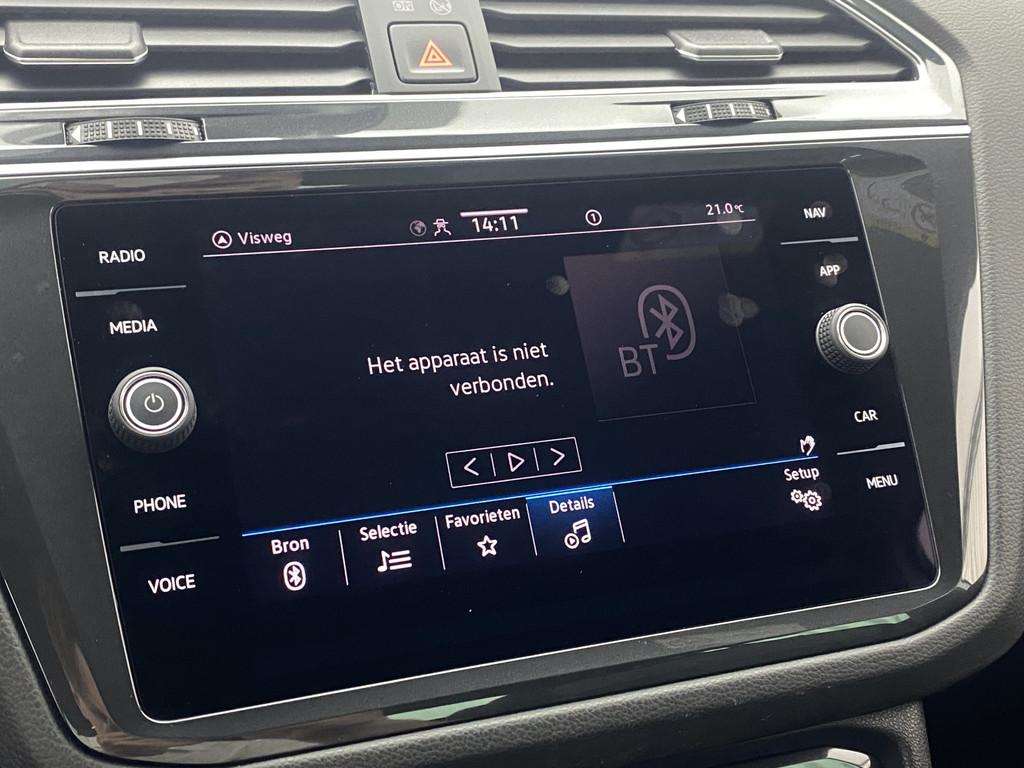 Visweg
14:11
1
21.0°C
RADIO
MEDIA
PHONE
VOICE
Het apparaat is niet
verbonden.
BT
NAV
APP
CAR
MENU
Bron
Selectie
Favorieten
Details
Setup